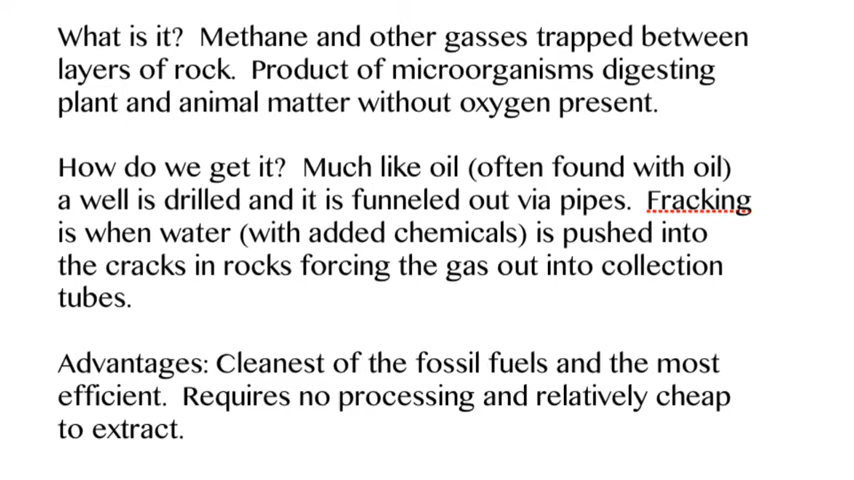 What is it?  Methane and other gasses trapped between
layers of rock.  Product of microorganisms digesting
plant and animal matter without oxygen present.
How do we get it?  Much like oil (often found with oil)
a well is drilled and it is funneled out via pipes.  Fracking
is when water (with added chemicals) is pushed into
the cracks in rocks forcing the gas out into collection
tubes.
Advantages: Cleanest of the fossil fuels and the most
efficient.  Requires no processing and relatively cheap
to extract.